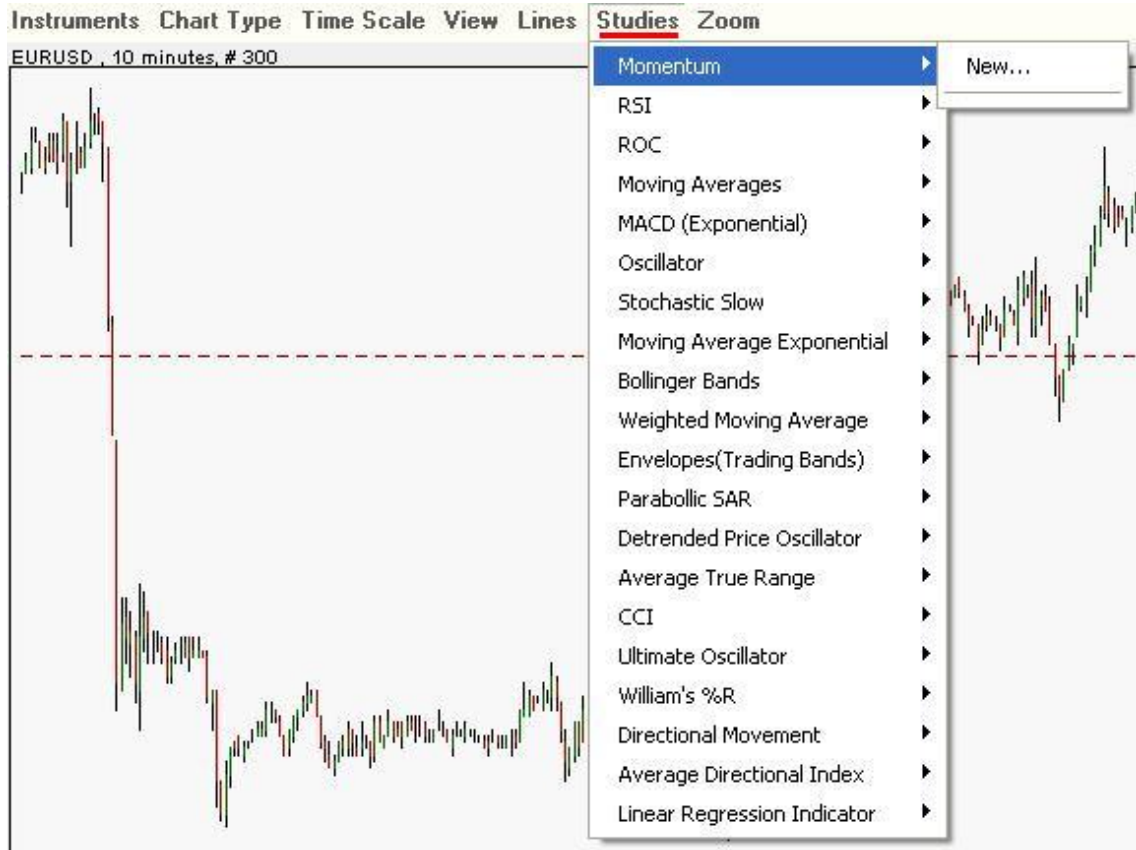 Instruments Chart Type Time Scale View Lines Studies Zoom
EURUSD , 10 minutes, # 300
Momentum
New...
RSI
ROC
Moving Averages
MACD (Exponential)
Oscillator
Stochastic Slow
Moving Average Exponential
Bollinger Bands
Weighted Moving Average
Envelopes(Trading Bands)
Parabollic SAR
Detrended Price Oscillator
Average True Range
CCI
Ultimate Oscillator
William's %R
Directional Movement
Average Directional Index
Linear Regression Indicator